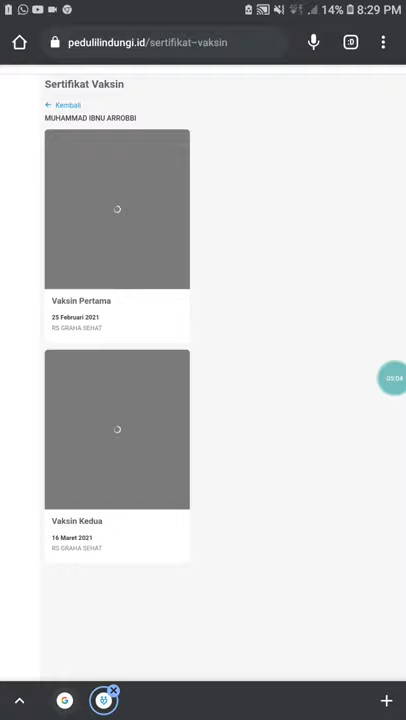 14% 8:29 PM
pedulilindungi.id/sertifikat-vaksin
:D
Sertifikat Vaksin
← Kembali
MUHAMMAD IBNU ARROBBI
Vaksin Pertama
25 Februari 2021
RS GRAHA SEHAT
05:04
Vaksin Kedua
16 Maret 2021
RS GRAHA SEHAT
G